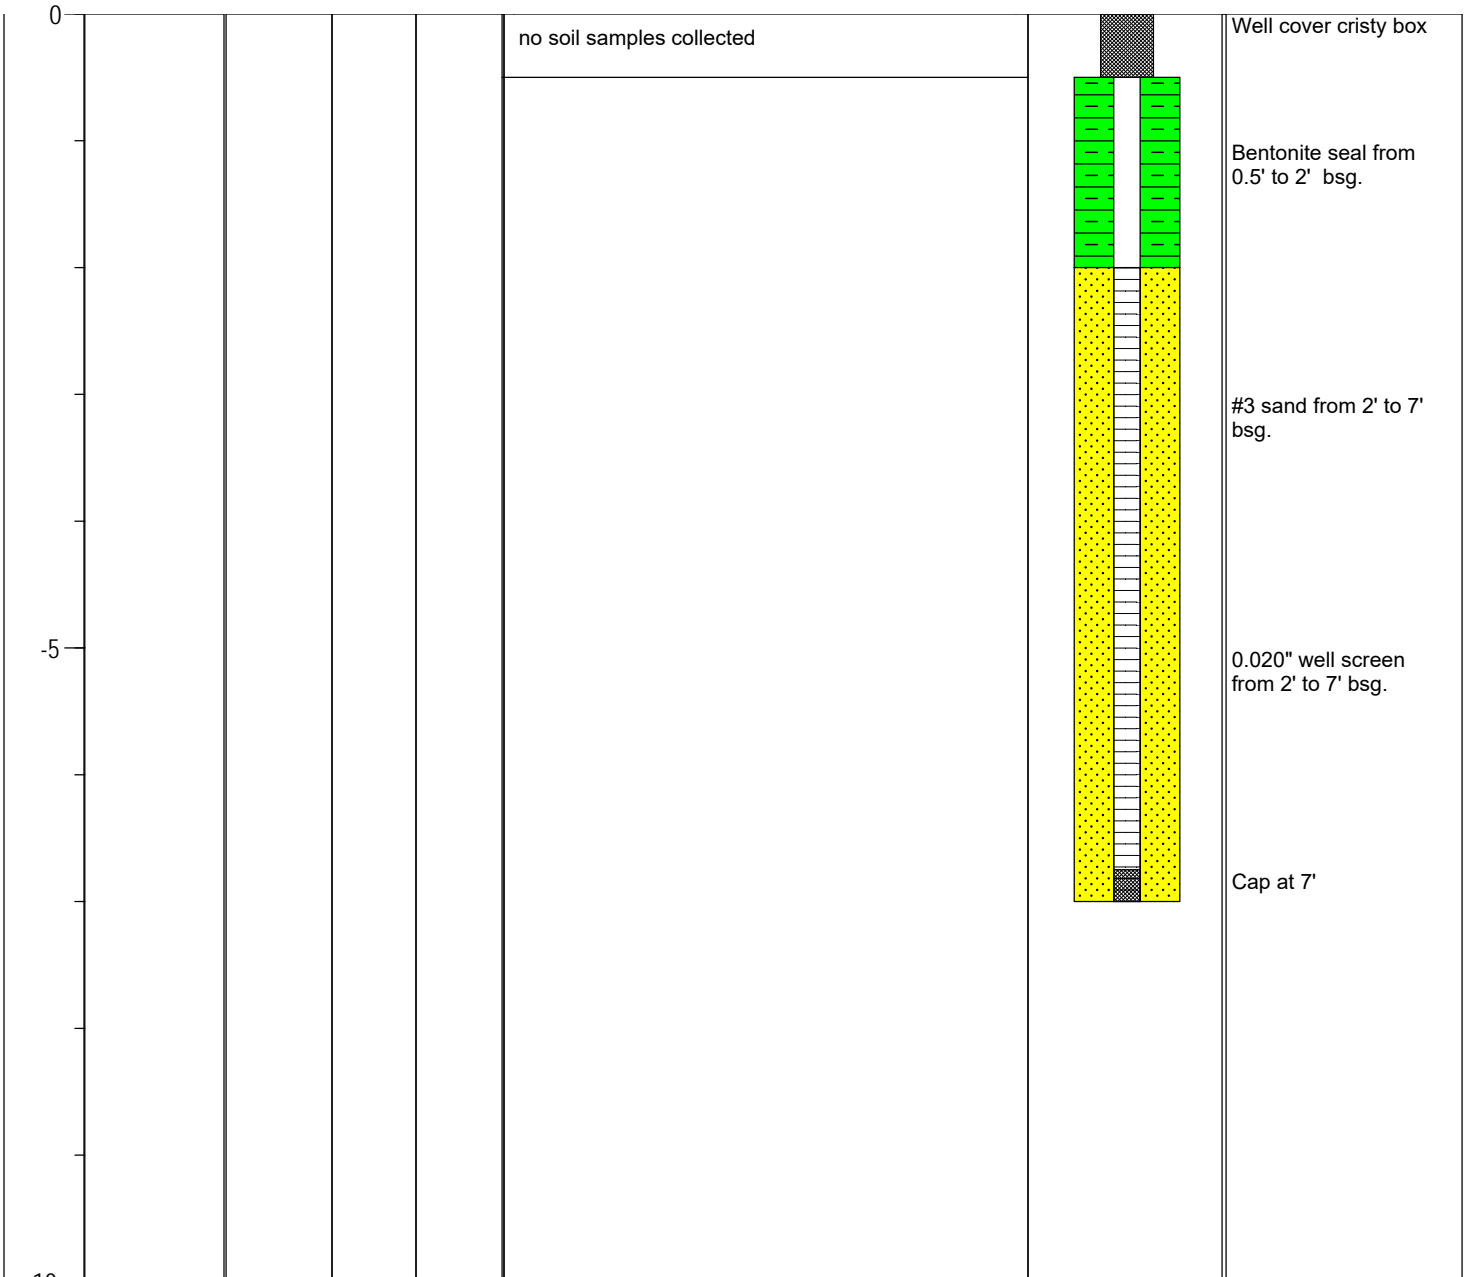 0
no soil samples collected
Well cover cristy box
Bentonite seal from
0.5' to 2' bsg.
#3 sand from 2' to 7'
bsg.
-5
0.020" well screen
from 2' to 7' bsg.
Cap at 7'